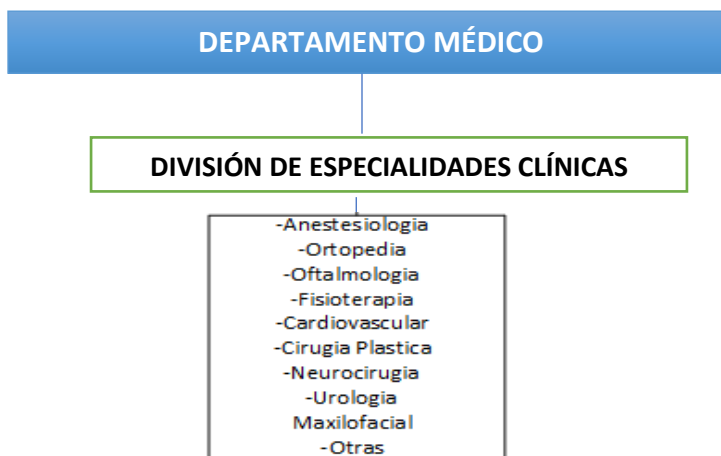 DEPARTAMENTO MÉDICO
DIVISIÓN DE ESPECIALIDADES CLÍNICAS
-Anestesiologia
-Ortopedia
-Oftalmologia
-Fisioterapia
-Cardiovascular
-Cirugia Plastica
-Neurocirugia
-Urologia
Maxilofacial
-Otras